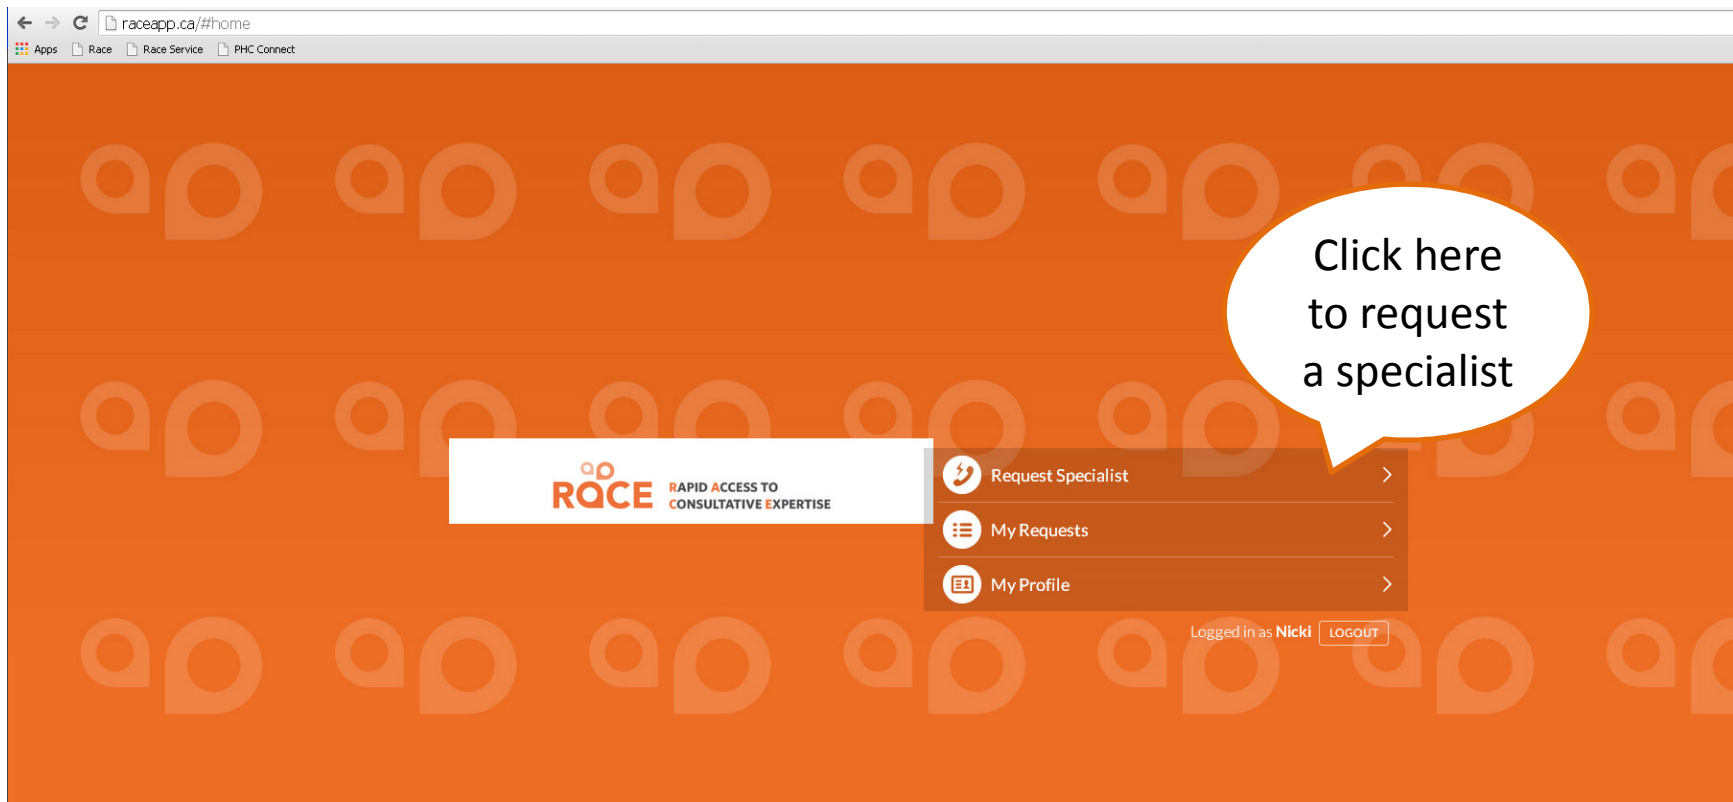 raceapp.ca/#home
Apps Race Race Service PHC Connect
Click here
to request
a specialist
RACE RAPID ACCESS TO
CONSULTATIVE EXPERTISE
Request Specialist
My Requests
My Profile
Logged in as Nicki LOGOUT